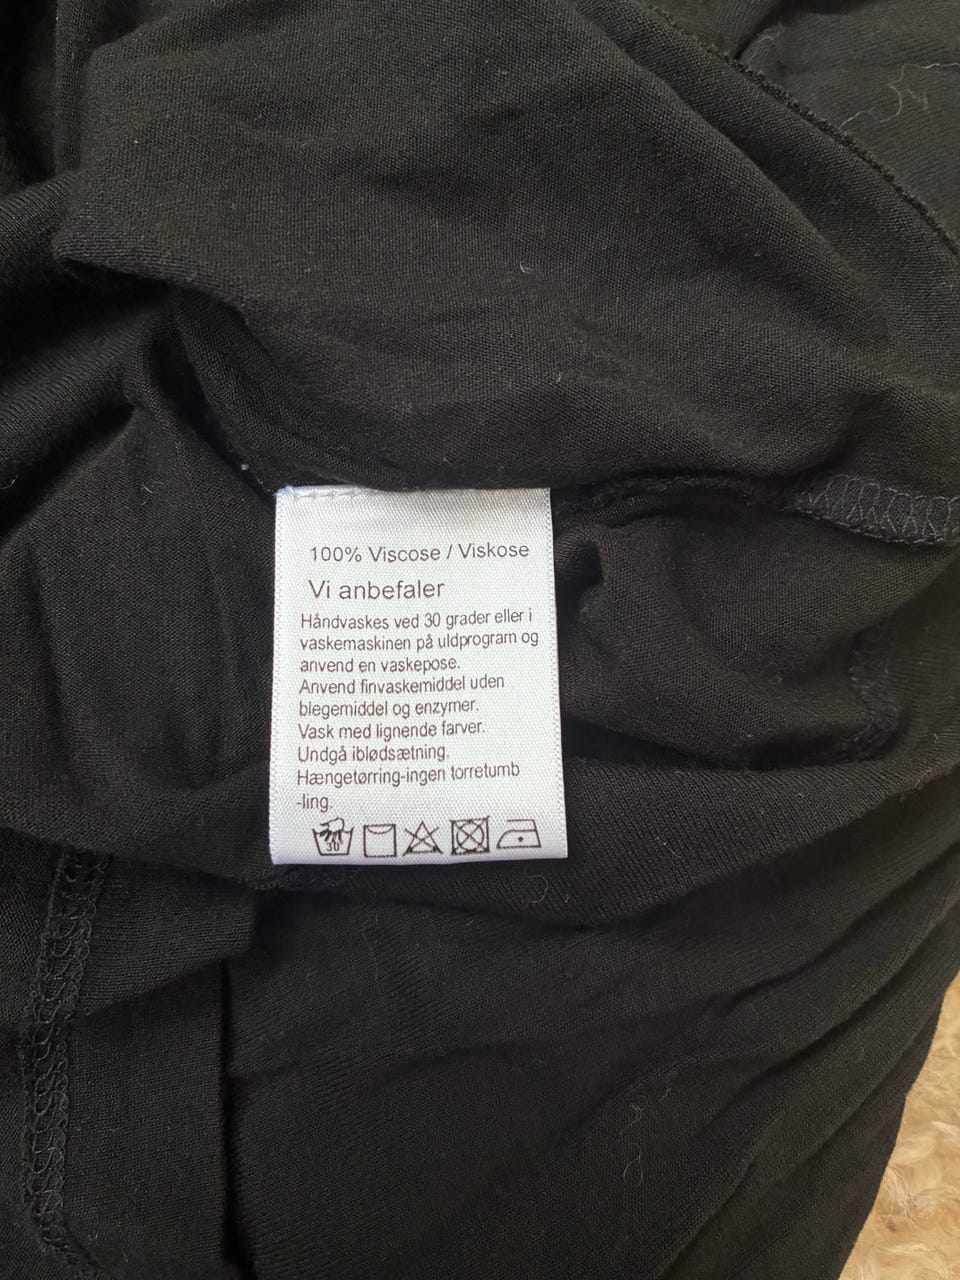 100% Viscose / Viskose
Vi anbefaler
Håndvaskes ved 30 grader eller i
vaskemaskinen på uldprogram og
anvend en vaskepose.
Anvend finvaskemiddel uden
blegemiddel og enzymer.
Vask med lignende farver.
Undgå iblødsætning.
Hængetørring-ingen torretumb
-ling.
30